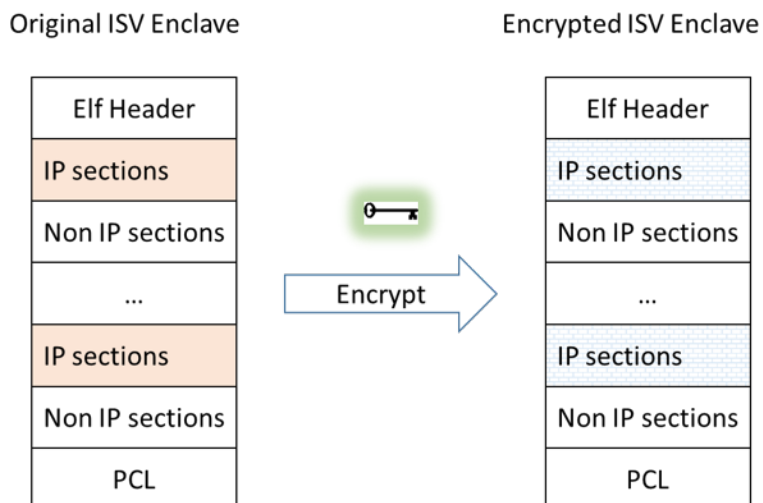 Original ISV Enclave
Encrypted ISV Enclave
Elf Header
IP sections
Non IP sections
...
IP sections
Non IP sections
PCL
Encrypt
Elf Header
IP sections
Non IP sections
...
IP sections
Non IP sections
PCL